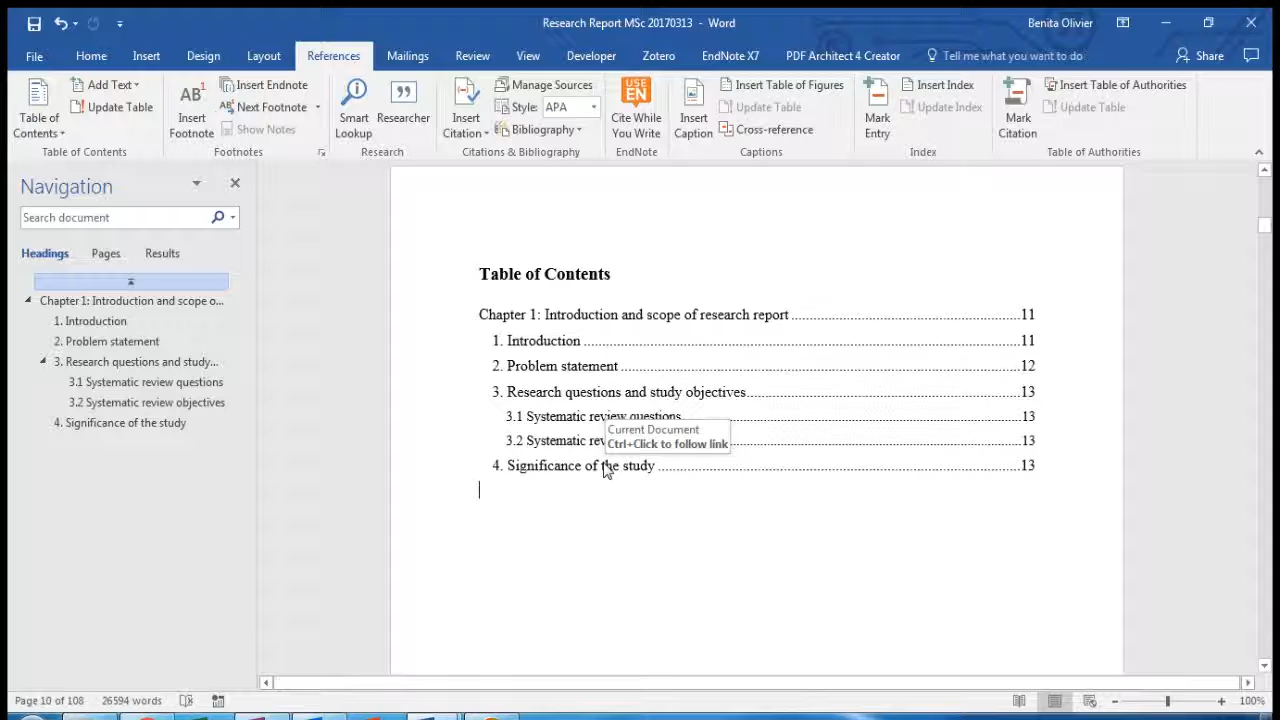 Research Report MSc 20170313 - Word
Benita Olivier
File Home Insert Design Layout References Mailings Review View Developer Zotero EndNote X7 PDF Architect 4 Creator Tell me what you want to do Share
Table of Contents
Add Text
Update Table
Table of Contents
AB¹
Insert Footnote
Insert Endnote
AB Next Footnote
Show Notes
Footnotes
Smart Lookup
Researcher
Research
Insert Citation
Manage Sources
Style: APA
Bibliography
Citations & Bibliography
USE EN
Cite While You Write
EndNote
Insert Caption
Insert Table of Figures
Update Table
Cross-reference
Captions
Mark Entry
Insert Index
Update Index
Index
Mark Citation
Insert Table of Authorities
Update Table
Table of Authorities
Navigation
Search document
Headings Pages Results
Chapter 1: Introduction and scope o...
1. Introduction
2. Problem statement
3. Research questions and study...
3.1 Systematic review questions
3.2 Systematic review objectives
4. Significance of the study
Table of Contents
Chapter 1: Introduction and scope of research report 11
1. Introduction 11
2. Problem statement 12
3. Research questions and study objectives 13
3.1 Systematic review questions 13
Current Document
Ctrl+Click to follow link
3.2 Systematic rev 13
4. Significance of the study 13
Page 10 of 108 26594 words
100%